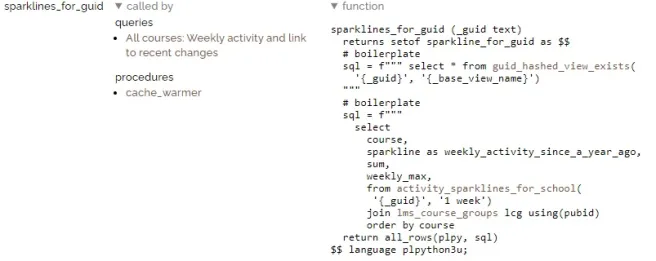 sparklines_for_guid
▼ called by
queries
• All courses: Weekly activity and link
to recent changes
procedures
• cache_warmer
▼ function
sparklines_for_guid (_guid text)
  returns setof sparkline_for_guid as $$
  # boilerplate
  sql = f""" select * from guid_hashed_view_exists(
    '{_guid}', '{_base_view_name}')
  """
  # boilerplate
  sql = f"""
    select
      course,
      sparkline as weekly_activity_since_a_year_ago,
      sum,
      weekly_max,
      from activity_sparklines_for_school(
       '{_guid}', '1 week')
      join lms_course_groups lcg using(pubid)
      order by course
  return all_rows(plpy, sql)
$$ language plpython3u;